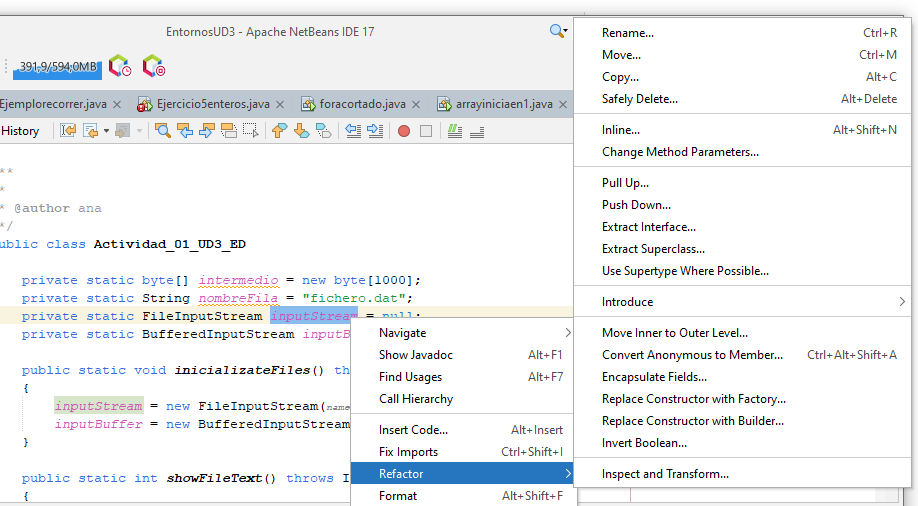 EntornosUD3 - Apache NetBeans IDE 17
391,9/594,0MB
Ejemplorecorrer.java
Ejercicio5enteros.java
foracortado.java
arrayiniciaen1.java
History
**
*
* @author ana
*/
ublic class Actividad_01_UD3_ED
private static byte[] intermedio = new byte[1000];
private static String nombreFila = "fichero.dat";
private static FileInputStream inputStream = null;
private static BufferedInputStream inputB
public static void inicializateFiles() th
{
inputStream = new FileInputStream(name
inputBuffer = new BufferedInputStream
}
public static int showFileText() throws I
{
Navigate
Show Javadoc Alt+F1
Find Usages Alt+F7
Call Hierarchy
Insert Code... Alt+Insert
Fix Imports Ctrl+Shift+I
Refactor
Format Alt+Shift+F
Rename... Ctrl+R
Move... Ctrl+M
Copy... Alt+C
Safely Delete... Alt+Delete
Inline... Alt+Shift+N
Change Method Parameters...
Pull Up...
Push Down...
Extract Interface...
Extract Superclass...
Use Supertype Where Possible...
Introduce
Move Inner to Outer Level...
Convert Anonymous to Member... Ctrl+Alt+Shift+A
Encapsulate Fields...
Replace Constructor with Factory...
Replace Constructor with Builder...
Invert Boolean...
Inspect and Transform...